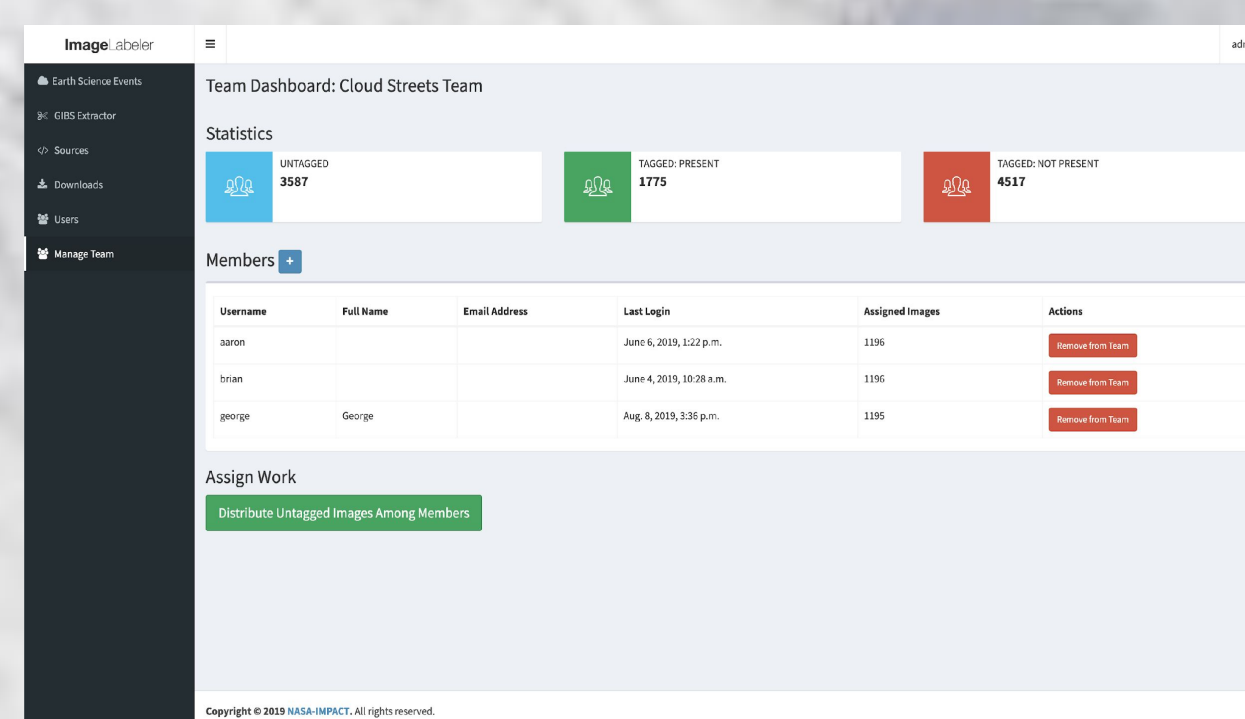 ImageLabeler
Earth Science Events
GIBS Extractor
Sources
Downloads
Users
Manage Team
Team Dashboard: Cloud Streets Team
Statistics
UNTAGGED
3587
TAGGED: PRESENT
1775
TAGGED: NOT PRESENT
4517
Members +
Username Full Name Email Address Last Login Assigned Images Actions
aaron June 6, 2019, 1:22 p.m. 1196 Remove from Team
brian June 4, 2019, 10:28 a.m. 1196 Remove from Team
george George Aug. 8, 2019, 3:36 p.m. 1195 Remove from Team
Assign Work
Distribute Untagged Images Among Members
Copyright © 2019 NASA-IMPACT. All rights reserved.